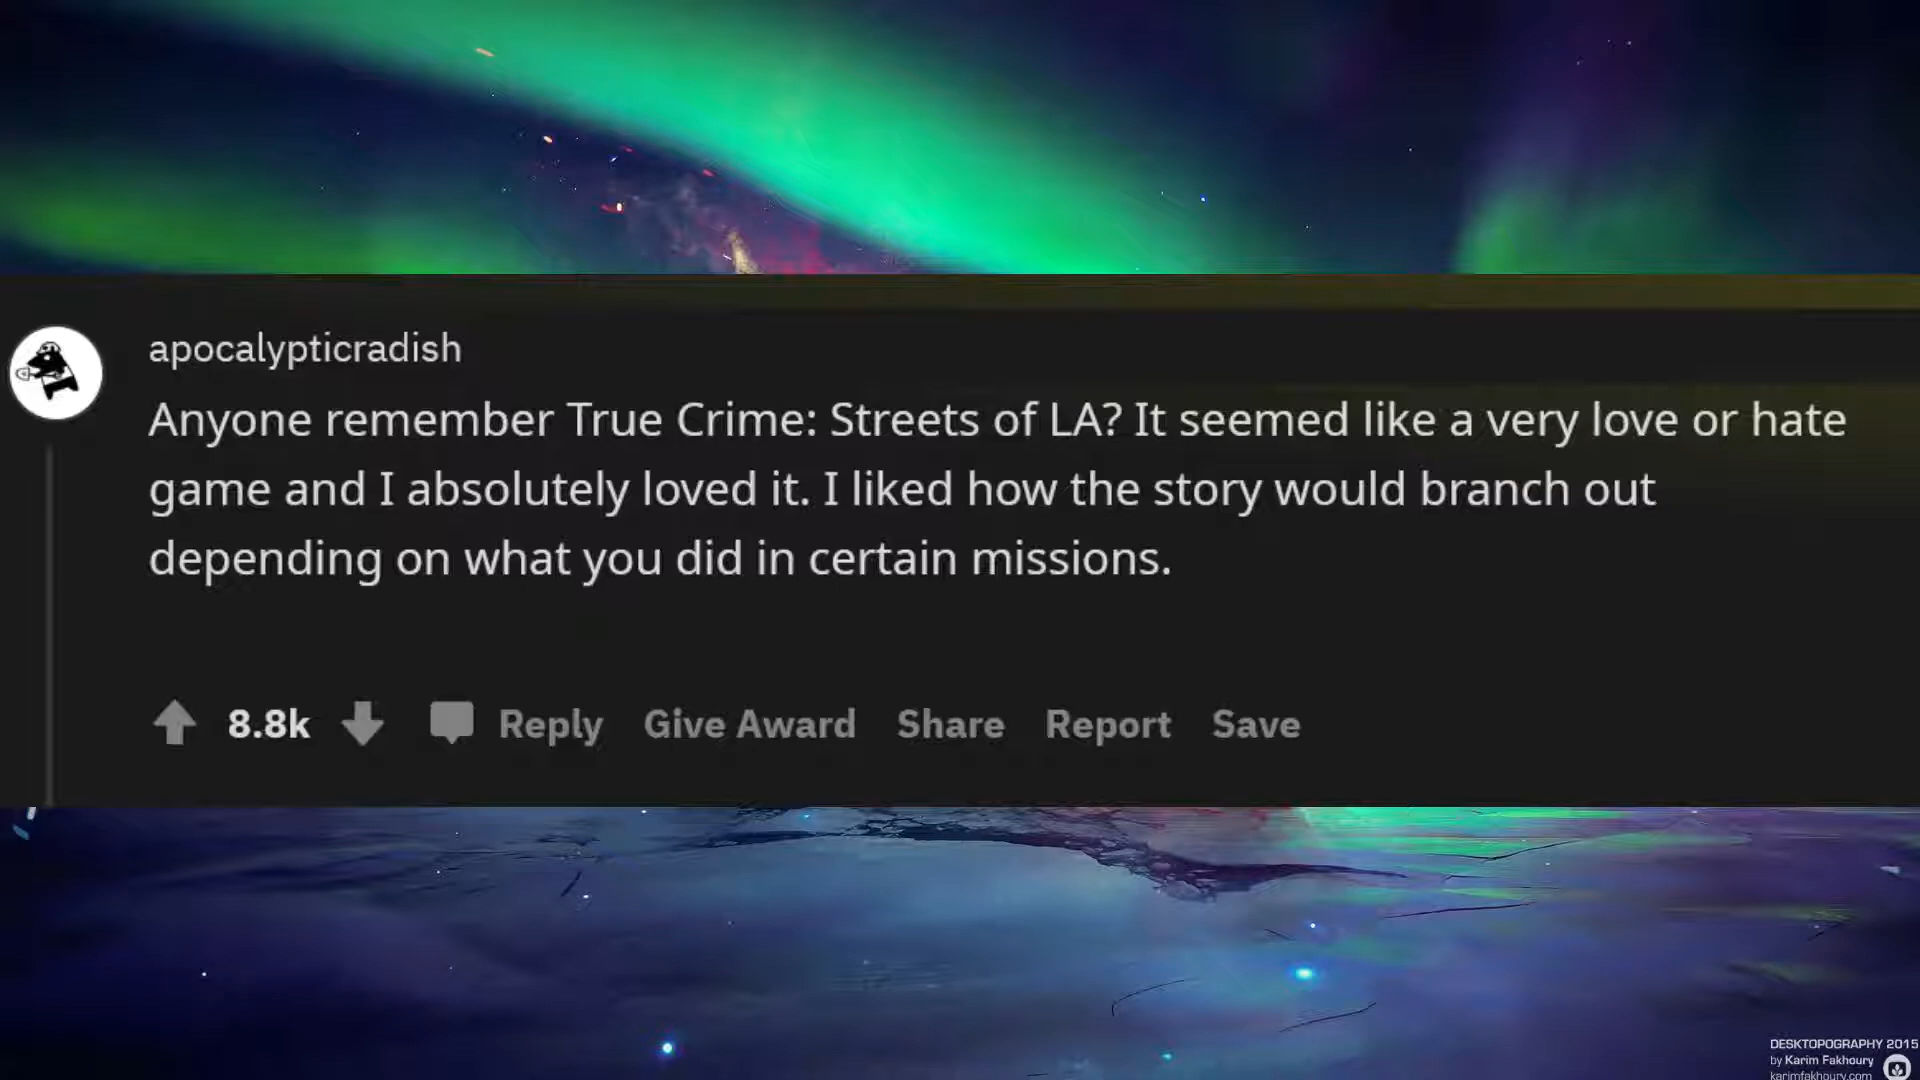 apocalypticradish
Anyone remember True Crime: Streets of LA? It seemed like a very love or hate
game and I absolutely loved it. I liked how the story would branch out
depending on what you did in certain missions.
8.8k Reply Give Award Share Report Save
DESKTOPOGRAPHY 2015
by Karim Fakhoury
karimfakhoury.com